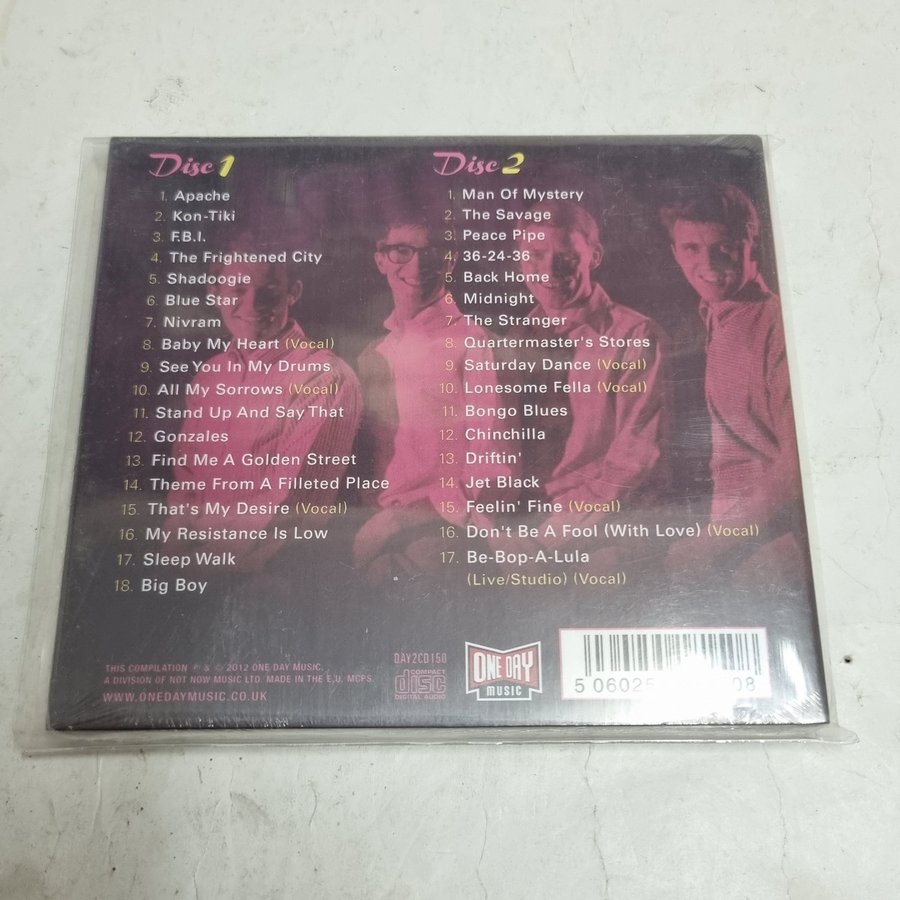 Disc 1
1. Apache
2. Kon-Tiki
3. F.B.I.
4. The Frightened City
5. Shadoogie
6. Blue Star
7. Nivram
8. Baby My Heart (Vocal)
9. See You In My Drums
10. All My Sorrows (Vocal)
11. Stand Up And Say That
12. Gonzales
13. Find Me A Golden Street
14. Theme From A Filleted Place
15. That's My Desire (Vocal)
16. My Resistance Is Low
17. Sleep Walk
18. Big Boy
Disc 2
1. Man Of Mystery
2. The Savage
3. Peace Pipe
4. 36-24-36
5. Back Home
6. Midnight
7. The Stranger
8. Quartermaster's Stores
9. Saturday Dance (Vocal)
10. Lonesome Fella (Vocal)
11. Bongo Blues
12. Chinchilla
13. Driftin'
14. Jet Black
15. Feelin' Fine (Vocal)
16. Don't Be A Fool (With Love) (Vocal)
17. Be-Bop-A-Lula
(Live/Studio) (Vocal)
THIS COMPILATION ℗ & © 2012 ONE DAY MUSIC.
A DIVISION OF NOT NOW MUSIC LTD. MADE IN THE E.U. MCPS.
WWW.ONEDAYMUSIC.CO.UK
DAY2CD150
COMPACT
disc
DIGITAL AUDIO
ONE DAY
MUSIC